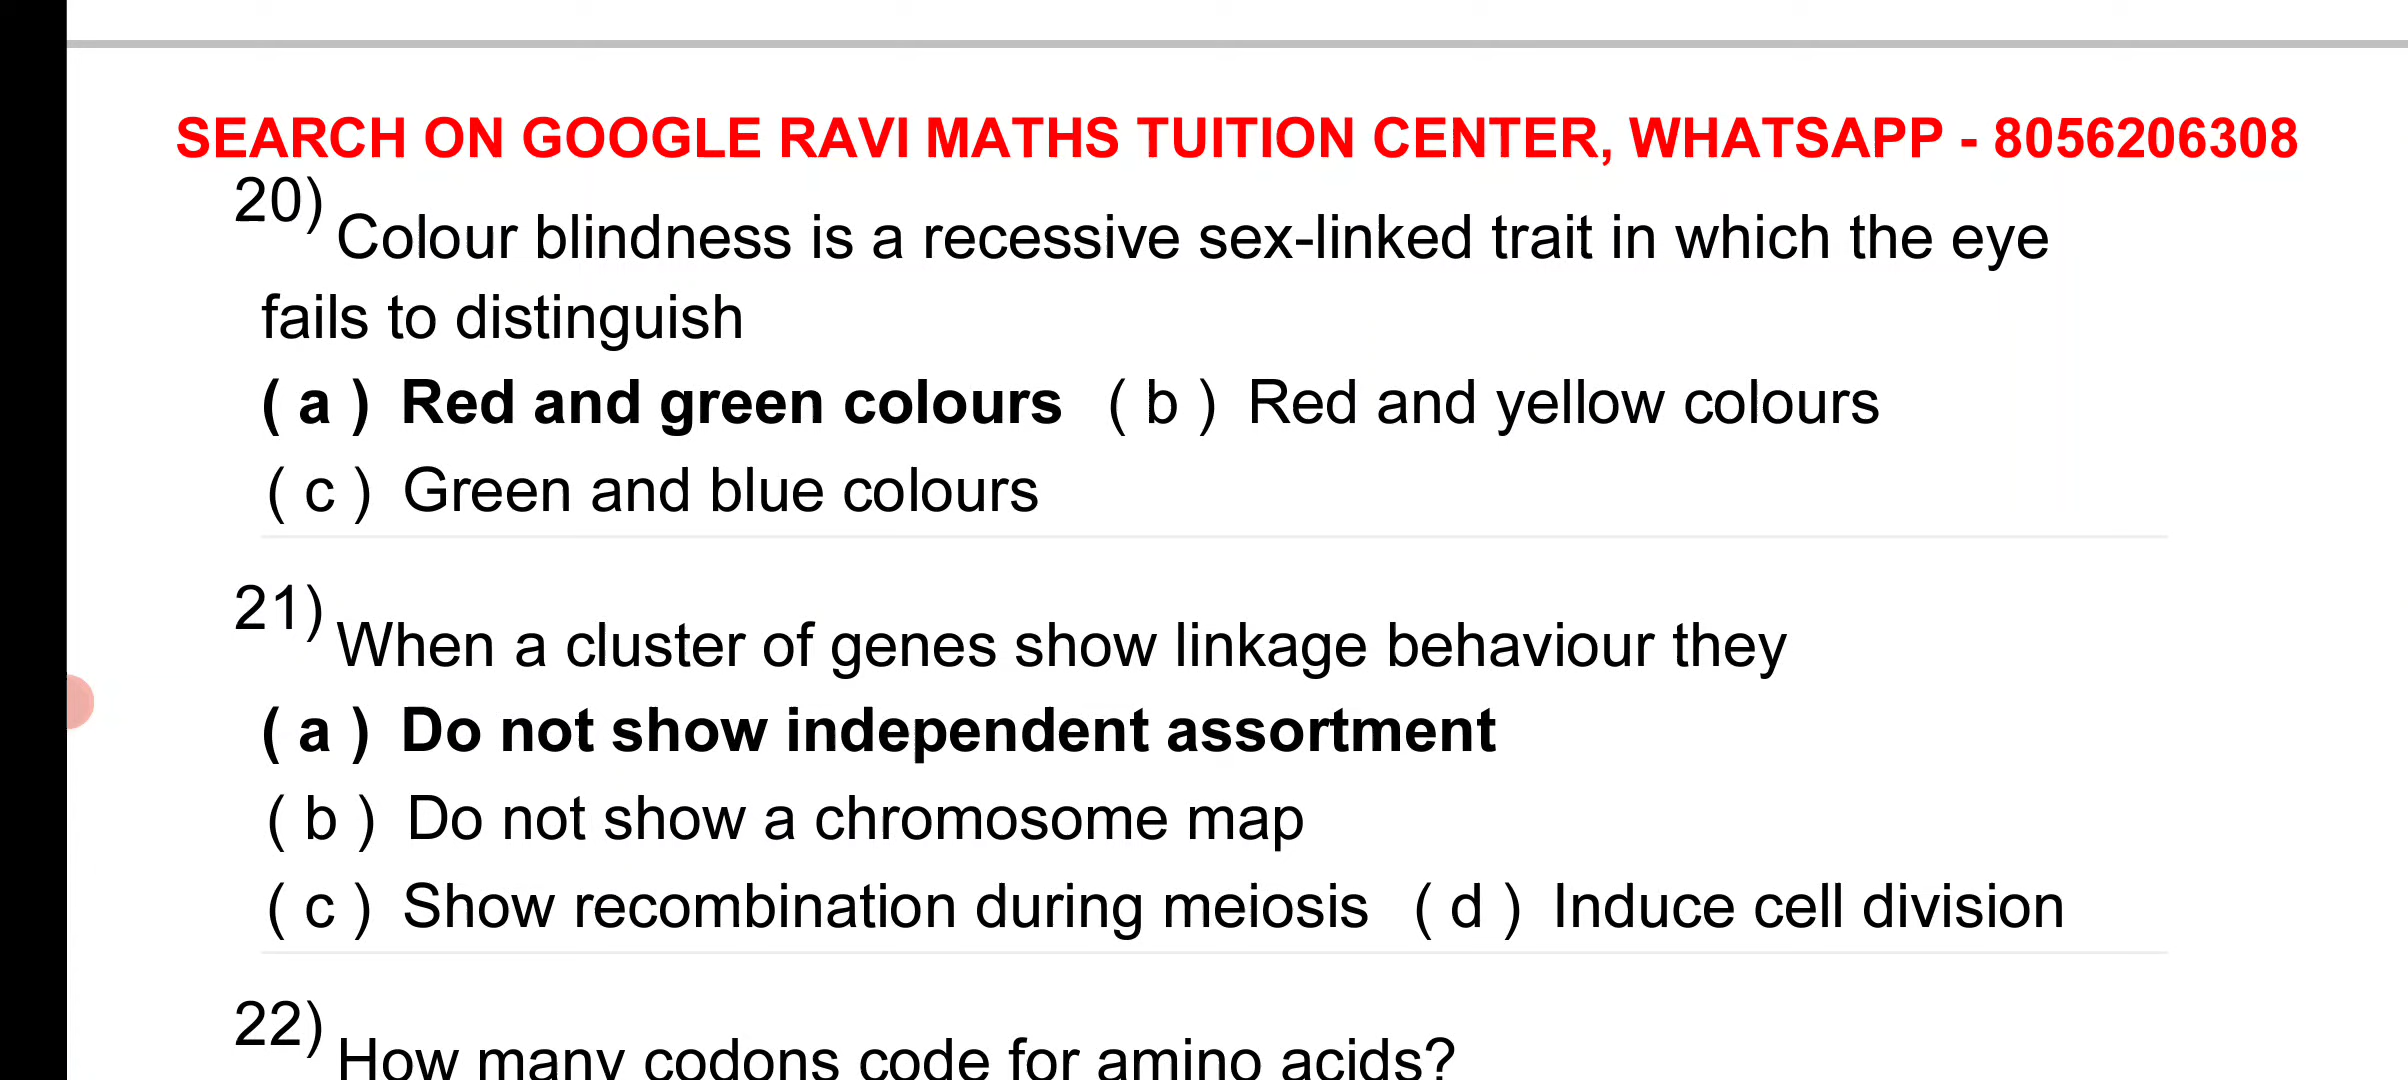 SEARCH ON GOOGLE RAVI MATHS TUITION CENTER, WHATSAPP - 8056206308
20) Colour blindness is a recessive sex-linked trait in which the eye
fails to distinguish
( a ) Red and green colours ( b ) Red and yellow colours
( c ) Green and blue colours
21) When a cluster of genes show linkage behaviour they
( a ) Do not show independent assortment
( b ) Do not show a chromosome map
( c ) Show recombination during meiosis ( d ) Induce cell division
22) How many codons code for amino acids?